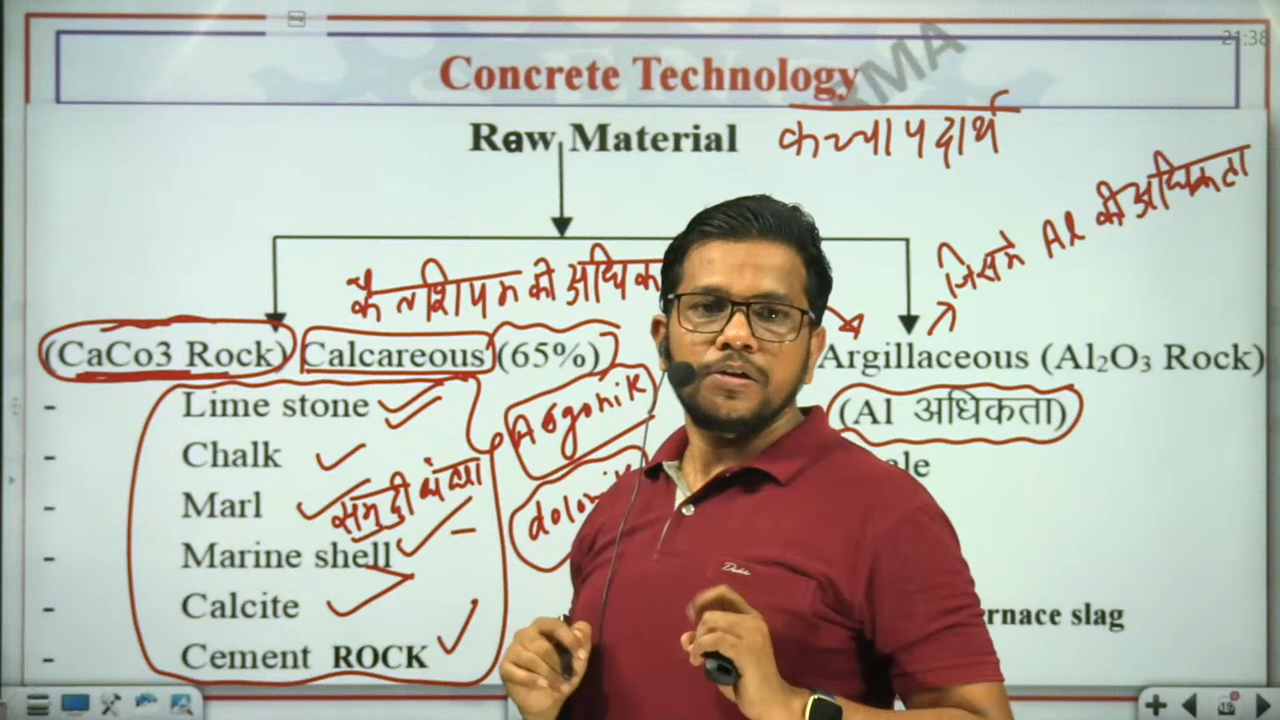 21:38
RMA
Concrete Technology
Raw Material
कच्चा पदार्थ
जिसमे Al की अधिकता
कैलशियम की अधिक
(CaCo3 Rock) Calcareous (65%)
Argillaceous (Al₂O₃ Rock)
(Al अधिकता)
- Lime stone
Argonik
- Chalk
ale
- Marl
समुद्री
- Marine shell
- Calcite
rnace slag
- Cement ROCK